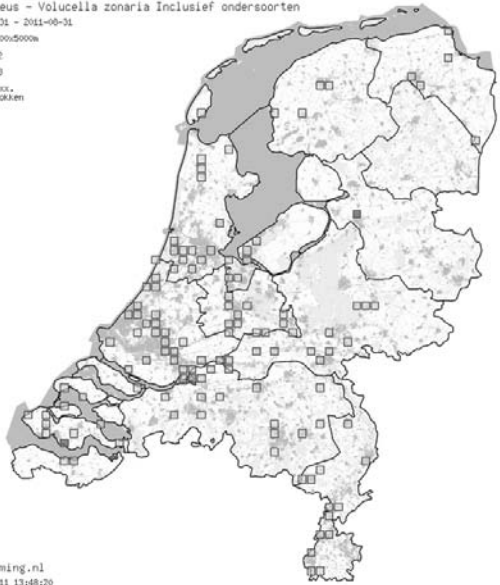 eus - Volucella zonaria Inclusief ondersoorten
31 - 2011-08-31
00x5000m
2
3
xx.
okken
ming.nl
11 13:48:20